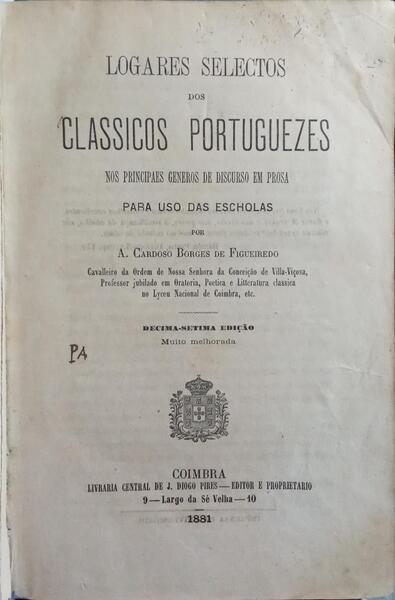 LOGARES SELECTOS
DOS
CLASSICOS PORTUGUEZES
NOS PRINCIPAES GENEROS DE DISCURSO EM PROSA
PARA USO DAS ESCHOLAS
POR
A. CARDOSO BORGES DE FIGUEIREDO
Cavalleiro da Ordem de Nossa Senhora da Conceição de Villa-Viçosa,
Professor jubilado em Oratoria, Poetica e Litteratura classica
no Lyceu Nacional de Coimbra, etc.
DECIMA-SETIMA EDIÇÃO
Muito melhorada
PA
COIMBRA
LIVRARIA CENTRAL DE J. DIOGO PIRES—EDITOR E PROPRIETARIO
9—Largo da Sé Velha—10
1881